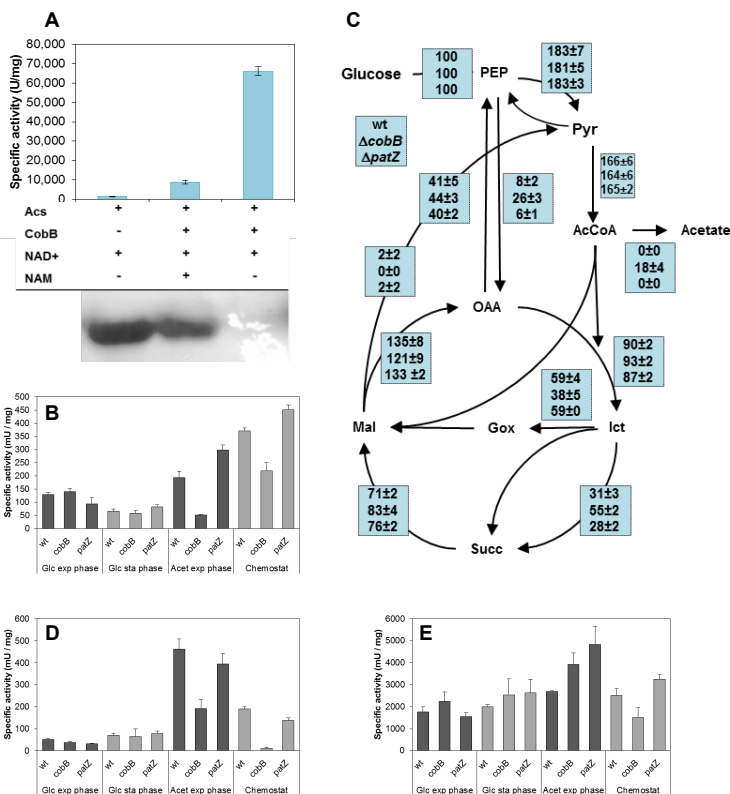 A
Specific activity (U/mg)
80,000
70,000
60,000
50,000
40,000
30,000
20,000
10,000
0
Acs + + +
CobB - + +
NAD+ + + +
NAM - + -
B
Specific activity (mU / mg)
500
450
400
350
300
250
200
150
100
50
0
wt cobB patZ wt cobB patZ wt cobB patZ wt cobB patZ
Glc exp phase Glc sta phase Acet exp phase Chemostat
C
Glucose
100
100
100
PEP
183±7
181±5
183±3
Pyr
wt
ΔcobB
ΔpatZ
166±6
164±6
165±2
41±5
44±3
40±2
8±2
26±3
6±1
AcCoA
Acetate
0±0
18±4
0±0
2±2
0±0
2±2
OAA
135±8
121±9
133 ±2
90±2
93±2
87±2
59±4
38±5
59±0
Mal
Gox
Ict
71±2
83±4
76±2
31±3
55±2
28±2
Succ
D
Specific activity (mU / mg)
600
500
400
300
200
100
0
wt cobB patZ wt cobB patZ wt cobB patZ wt cobB patZ
Glc exp phase Glc sta phase Acet exp phase Chemostat
E
Specific activity (mU / mg)
6000
5000
4000
3000
2000
1000
0
wt cobB patZ wt cobB patZ wt cobB patZ wt cobB patZ
Glc exp phase Glc sta phase Acet exp phase Chemostat